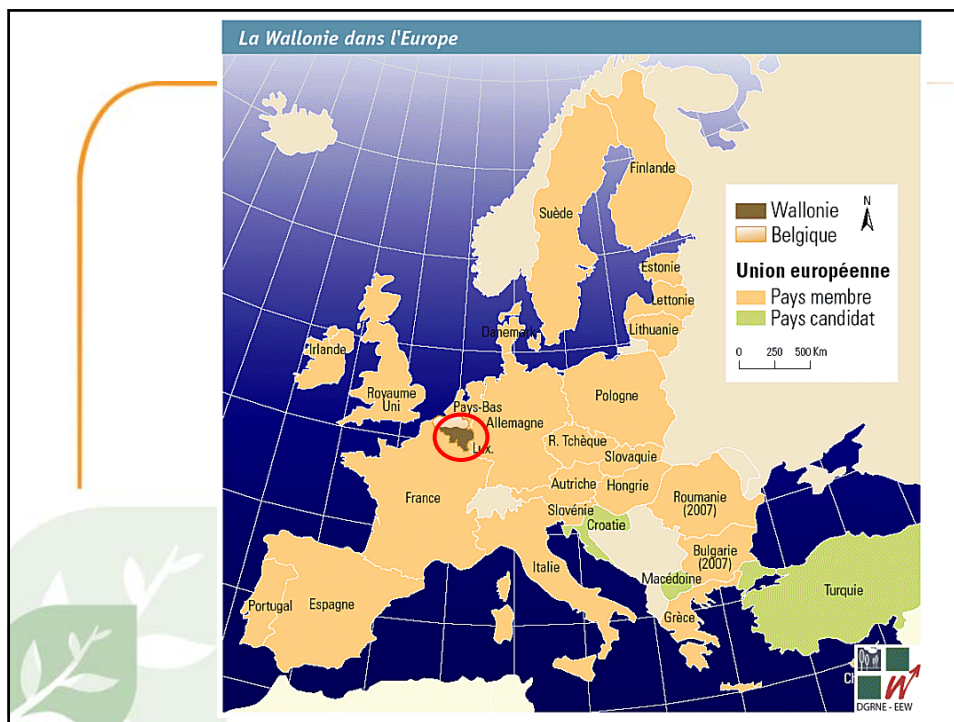 La Wallonie dans l'Europe
Finlande
Suède
Wallonie
N
Belgique
Union européenne
Pays membre
Pays candidat
0 250 500 Km
Estonie
Lettonie
Lithuanie
Danemark
Irlande
Royaume
Uni
Pays-Bas
Allemagne
Pologne
Lux.
R. Tchèque
Slovaquie
France
Autriche
Hongrie
Roumanie
(2007)
Slovénie
Croatie
Italie
Bulgarie
(2007)
Macédoine
Turquie
Portugal
Espagne
Grèce
DGRNE - EEW